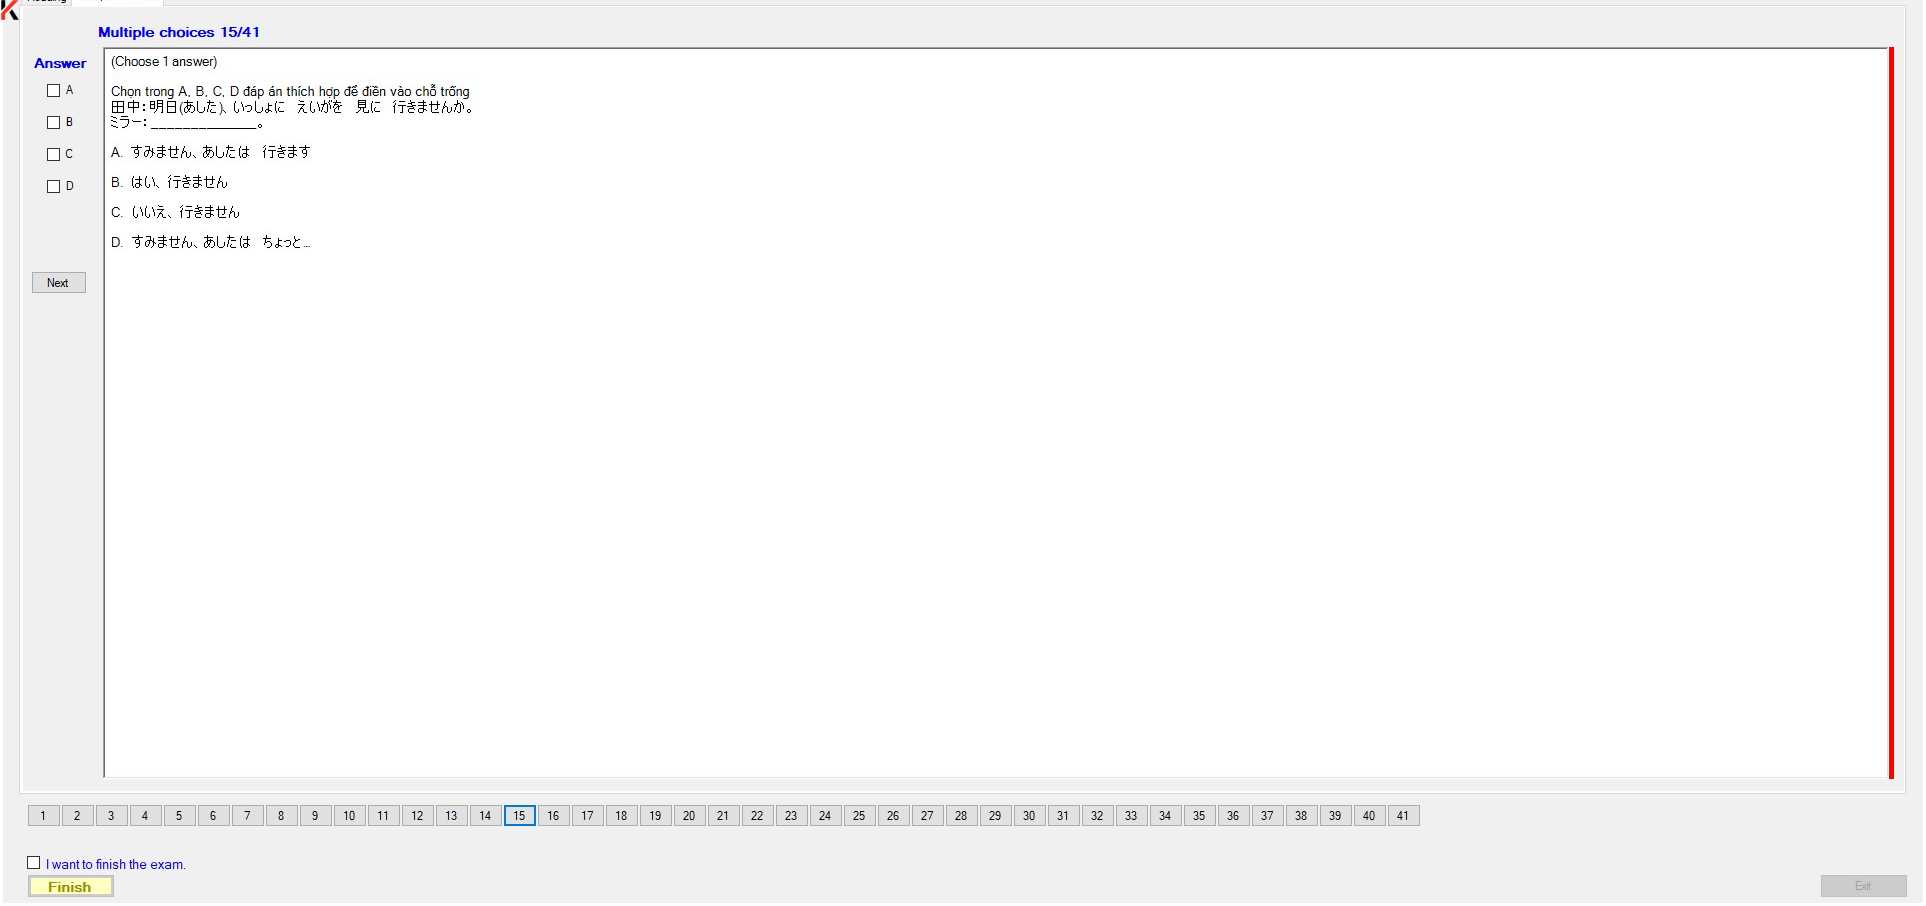 Multiple choices 15/41
Answer
(Choose 1 answer)
A
B
C
D
Chọn trong A, B, C, D đáp án thích hợp để điền vào chỗ trống
田中：明日(あした)、いっしょに　えいがを　見に　行きませんか。
ミラー：______________。
A. すみません、あしたは　行きます
B. はい、行きません
C. いいえ、行きません
D. すみません、あしたは　ちょっと...
Next
1 2 3 4 5 6 7 8 9 10 11 12 13 14 15 16 17 18 19 20 21 22 23 24 25 26 27 28 29 30 31 32 33 34 35 36 37 38 39 40 41
I want to finish the exam.
Finish
Exit